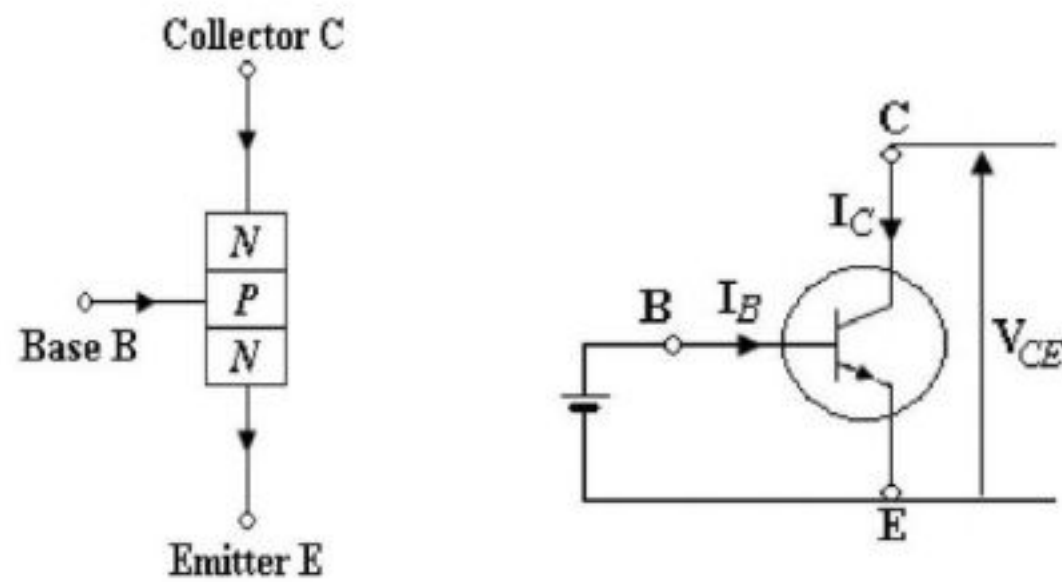 Collector C
N
P
N
Base B
Emitter E
C
I_C
B
I_B
V_CE
E